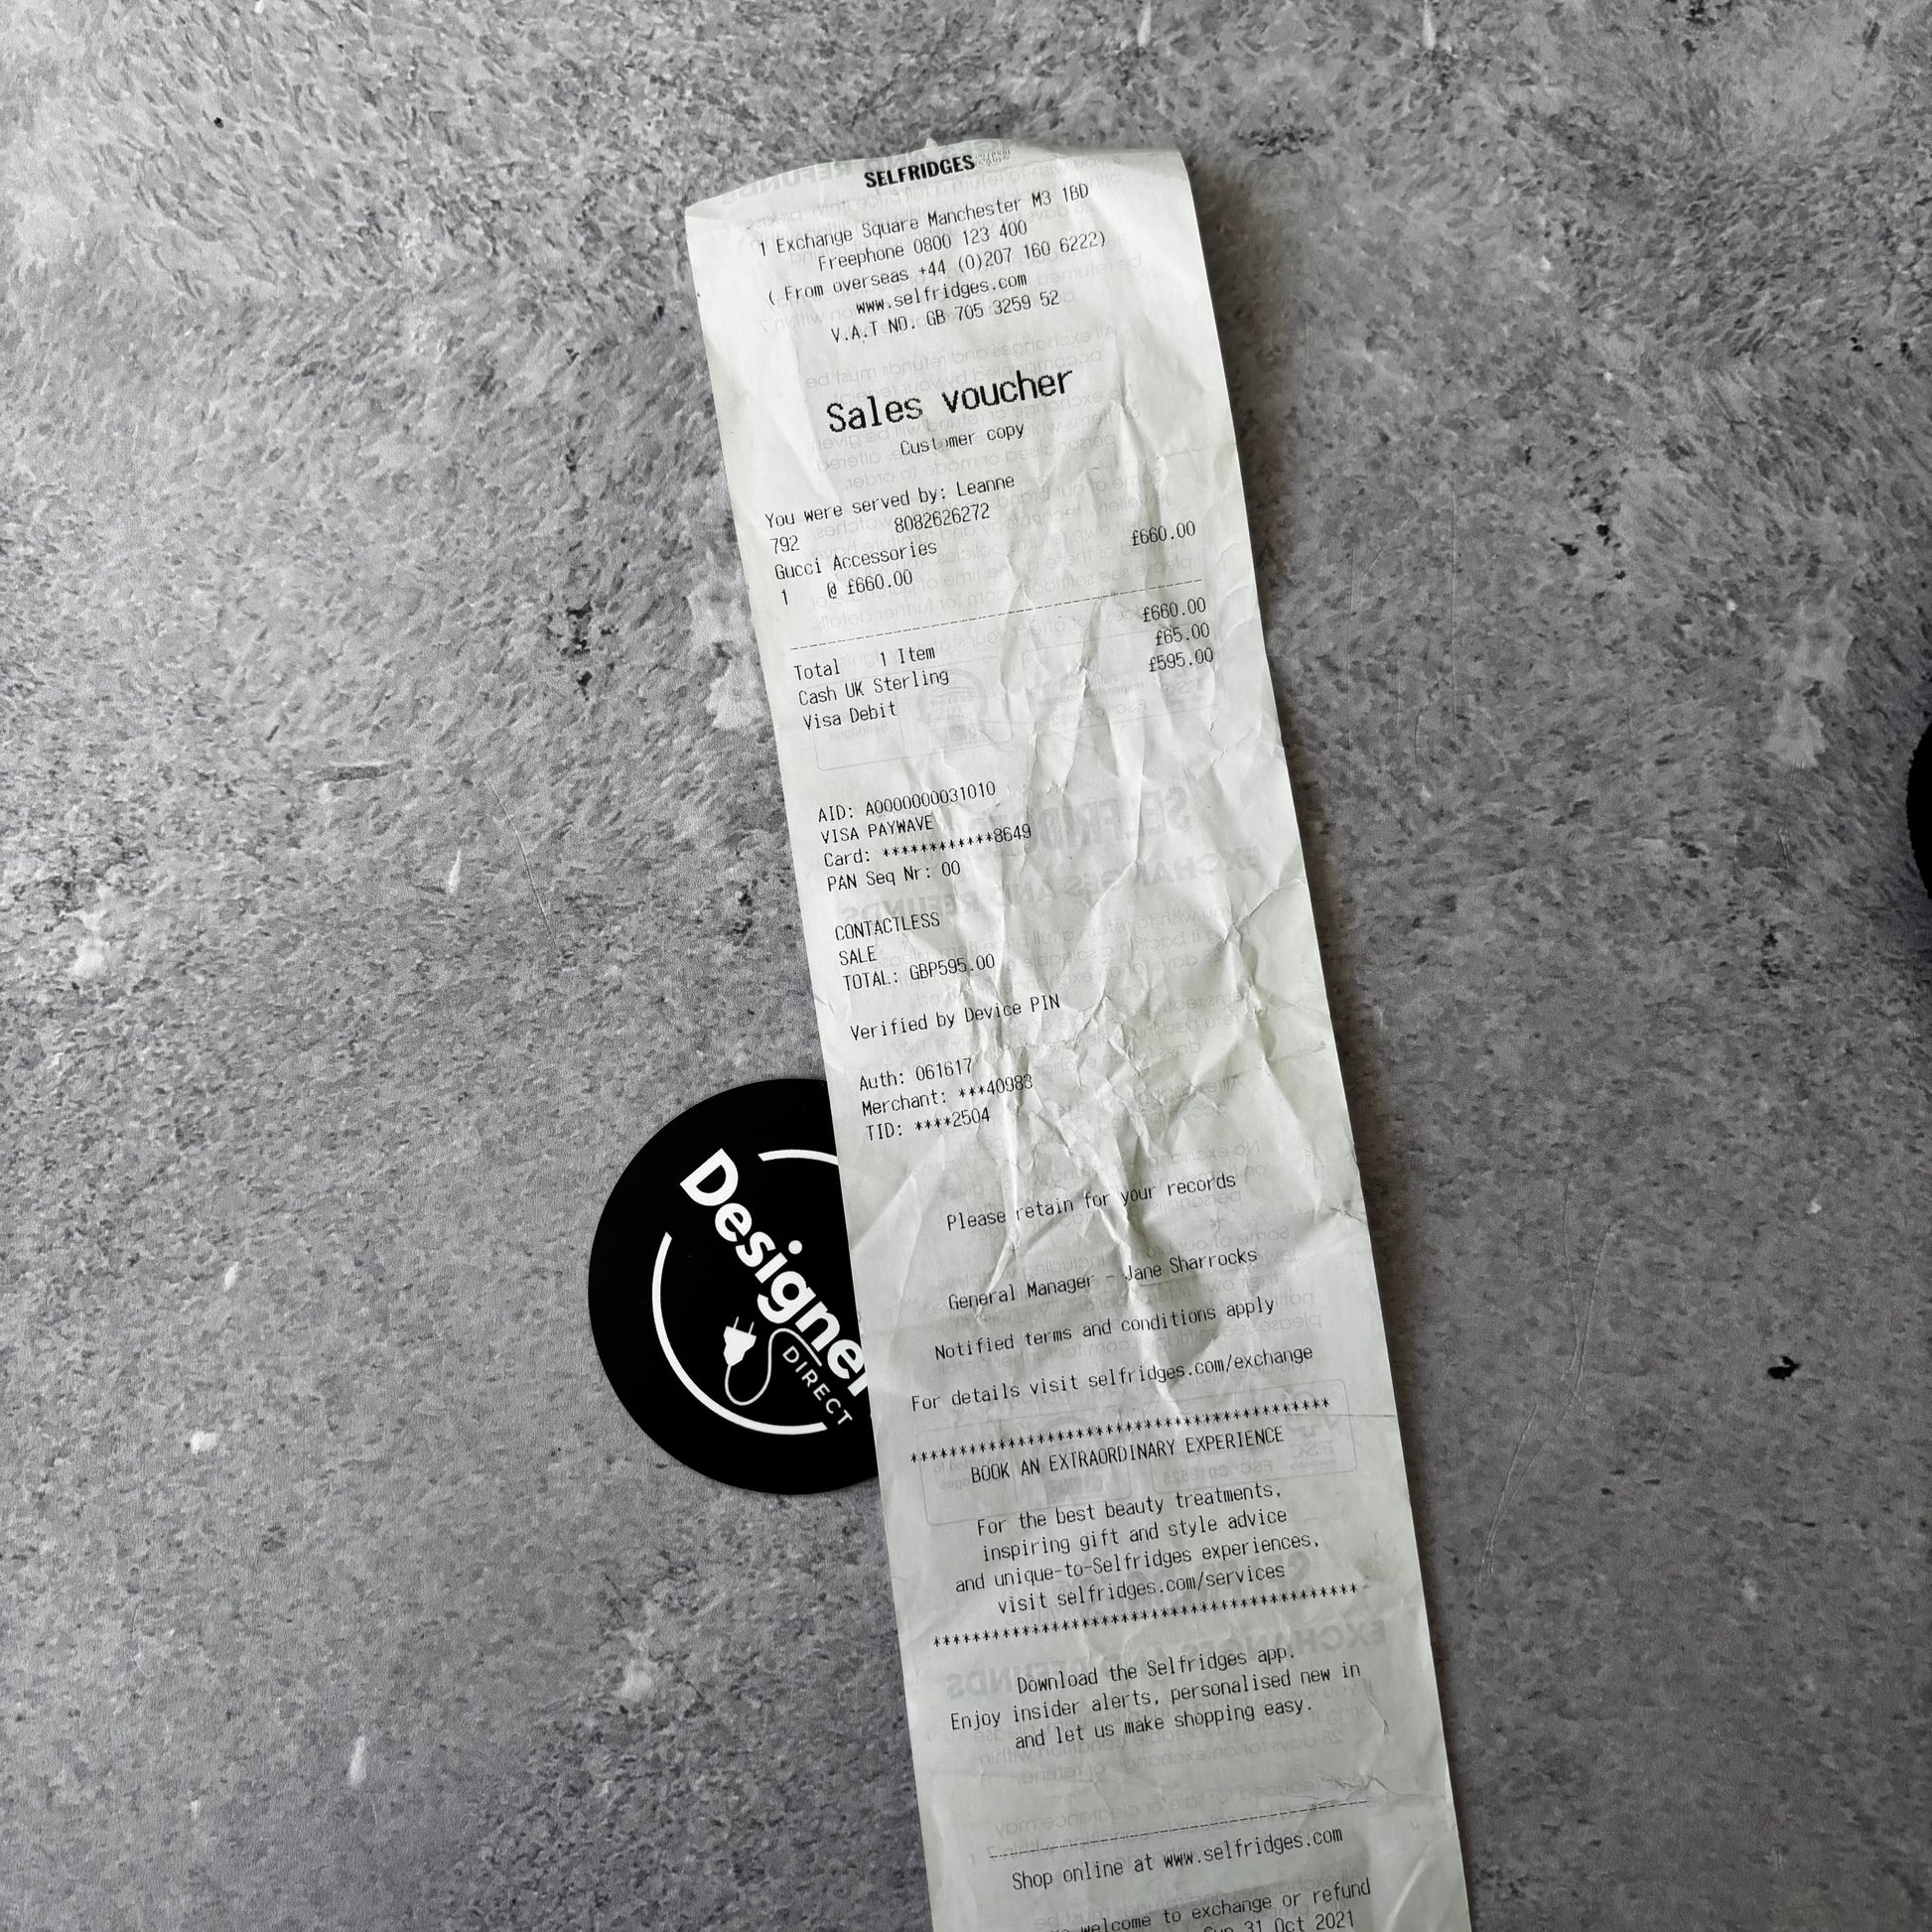 SELFRIDGES
1 Exchange Square Manchester M3 1BD
Freephone 0800 123 400
( From overseas +44 (0)207 160 6222)
www.selfridges.com
V.A.T NO. GB 705 3259 52
Sales voucher
Customer copy
You were served by: Leanne
792 8082626272
Gucci Accessories £660.00
1 @ £660.00
Total 1 Item £660.00
Cash UK Sterling £65.00
Visa Debit £595.00
AID: A0000000031010
VISA PAYWAVE
Card: ************8649
PAN Seq Nr: 00
CONTACTLESS
SALE
TOTAL: GBP595.00
Verified by Device PIN
Auth: 061617
Merchant: ***40983
TID: ****2504
Please retain for your records
General Manager - Jane Sharrocks
Notified terms and conditions apply
For details visit selfridges.com/exchange
*******************************************
BOOK AN EXTRAORDINARY EXPERIENCE
For the best beauty treatments,
inspiring gift and style advice
and unique-to-Selfridges experiences,
visit selfridges.com/services
*******************************************
Download the Selfridges app.
Enjoy insider alerts, personalised new in
and let us make shopping easy.
Shop online at www.selfridges.com
welcome to exchange or refund
Sun 31 Oct 2021
Designer
DIRECT